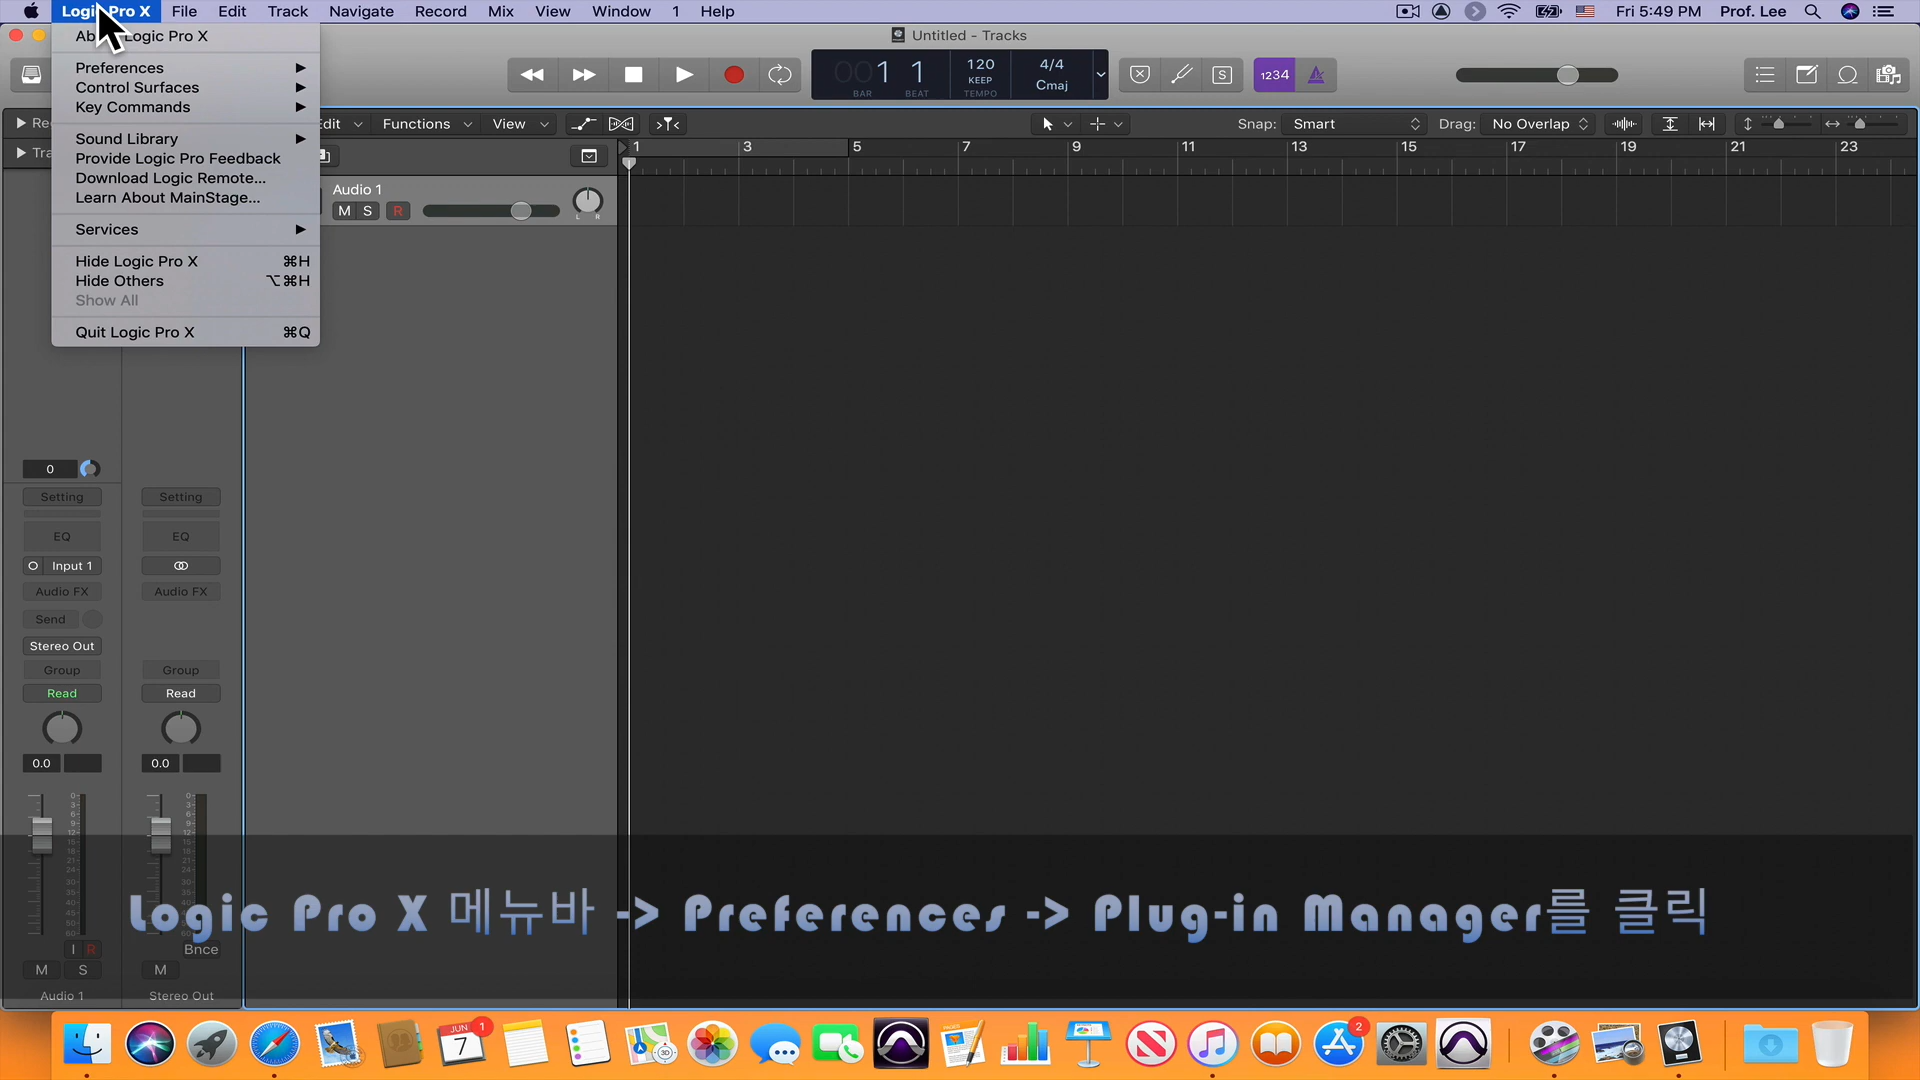 Logic Pro X File Edit Track Navigate Record Mix View Window 1 Help Fri 5:49 PM Prof. Lee
Untitled - Tracks
Logic Pro X
Preferences
Control Surfaces
Key Commands
Sound Library
Provide Logic Pro Feedback
Download Logic Remote...
Learn About MainStage...
Services
Hide Logic Pro X ⌘H
Hide Others ⌥⌘H
Show All
Quit Logic Pro X ⌘Q
1 1 120 4/4
KEEP Cmaj
BAR BEAT TEMPO
1234
Functions View Snap: Smart Drag: No Overlap
1 3 5 7 9 11 13 15 17 19 21 23
Audio 1
M S R
L R
0
Setting Setting
EQ EQ
Input 1
Audio FX Audio FX
Send
Stereo Out
Group Group
Read Read
0.0 0.0
Logic Pro X 메뉴바 -> Preferences -> Plug-in Manager를 클릭
I R Bnce
M S M
Audio 1 Stereo Out
JUN 1
7
3D
PAGES
2